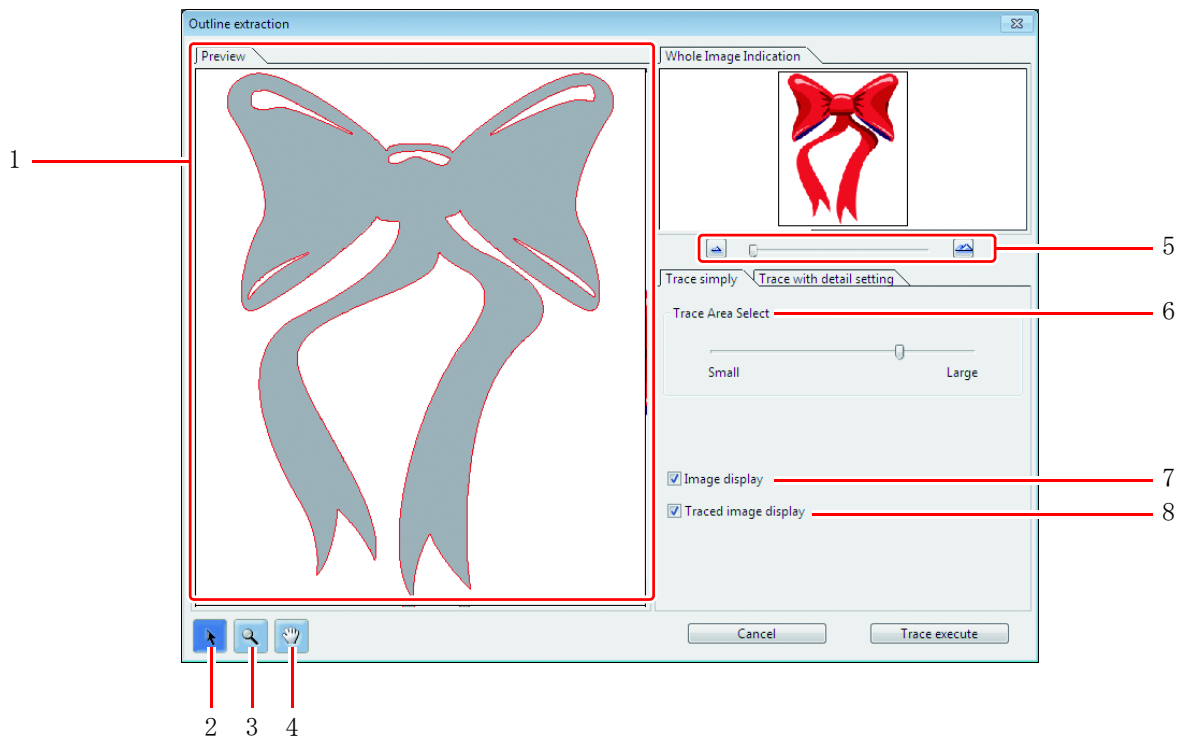 Outline extraction
Preview
Whole Image Indication
1
5
Trace simply
Trace with detail setting
Trace Area Select
6
Small
Large
Image display
7
Traced image display
8
Cancel
Trace execute
2
3
4